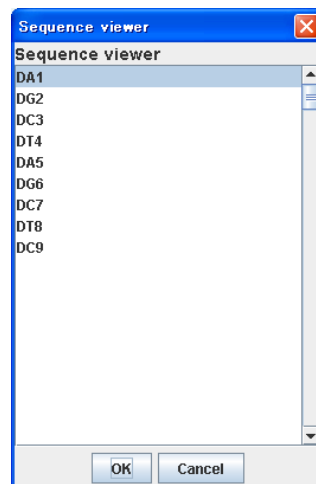 Sequence viewer
Sequence viewer
DA1
DG2
DC3
DT4
DA5
DG6
DC7
DT8
DC9
OK Cancel